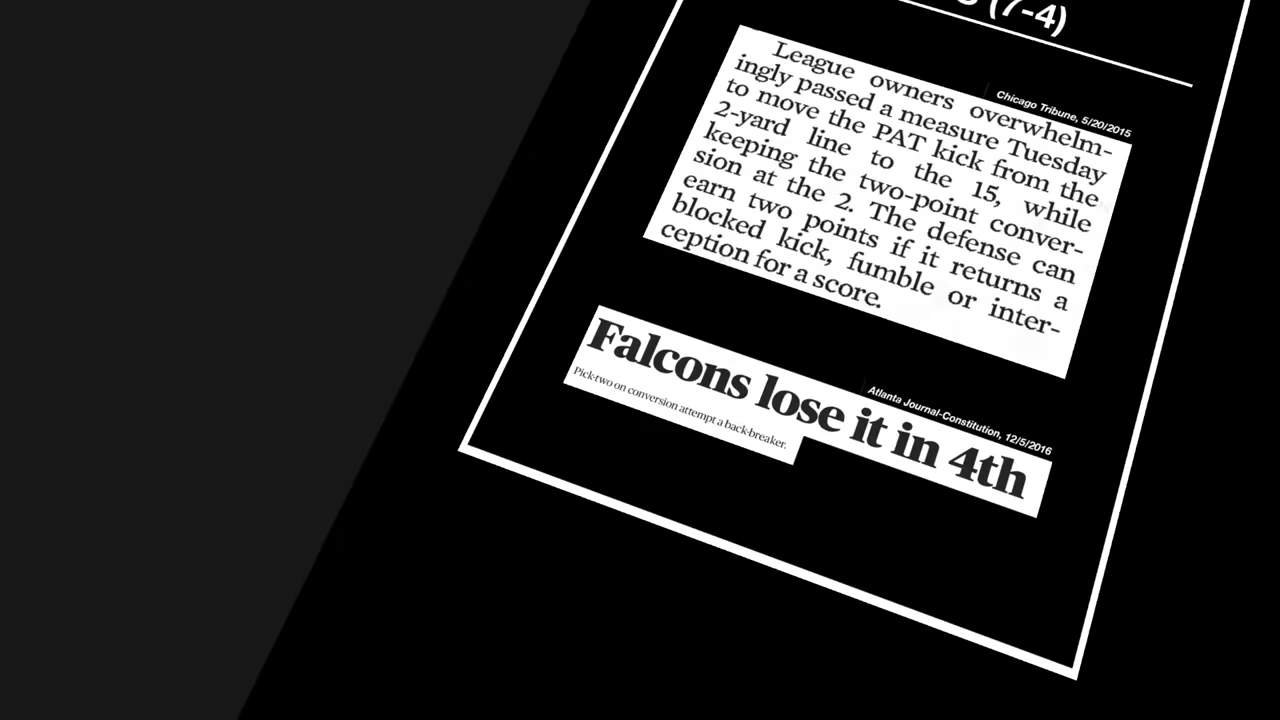 (7-4)
Chicago Tribune, 5/20/2015
League owners overwhelm-
ingly passed a measure Tuesday
to move the PAT kick from the
2-yard line to the 15, while
keeping the two-point conver-
sion at the 2. The defense can
earn two points if it returns a
blocked kick, fumble or inter-
ception for a score.
Atlanta Journal-Constitution, 12/5/2016
Falcons lose it in 4th
Pick-two on conversion attempt a back-breaker.